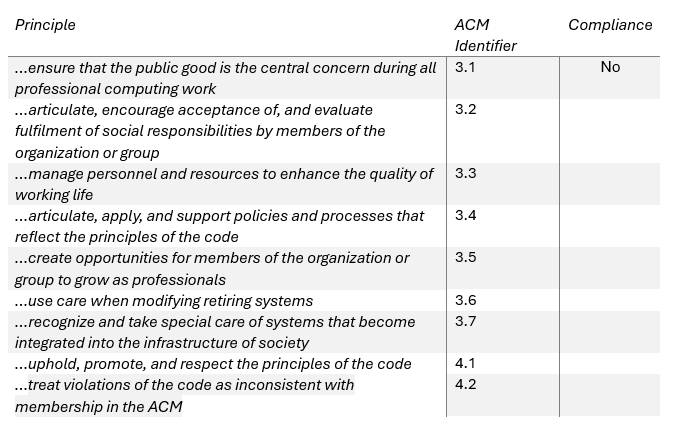 Principle ACM Compliance
Identifier
...ensure that the public good is the central concern during all 3.1 No
professional computing work
...articulate, encourage acceptance of, and evaluate 3.2
fulfilment of social responsibilities by members of the
organization or group
...manage personnel and resources to enhance the quality of 3.3
working life
...articulate, apply, and support policies and processes that 3.4
reflect the principles of the code
...create opportunities for members of the organization or 3.5
group to grow as professionals
...use care when modifying retiring systems 3.6
...recognize and take special care of systems that become 3.7
integrated into the infrastructure of society
...uphold, promote, and respect the principles of the code 4.1
...treat violations of the code as inconsistent with 4.2
membership in the ACM